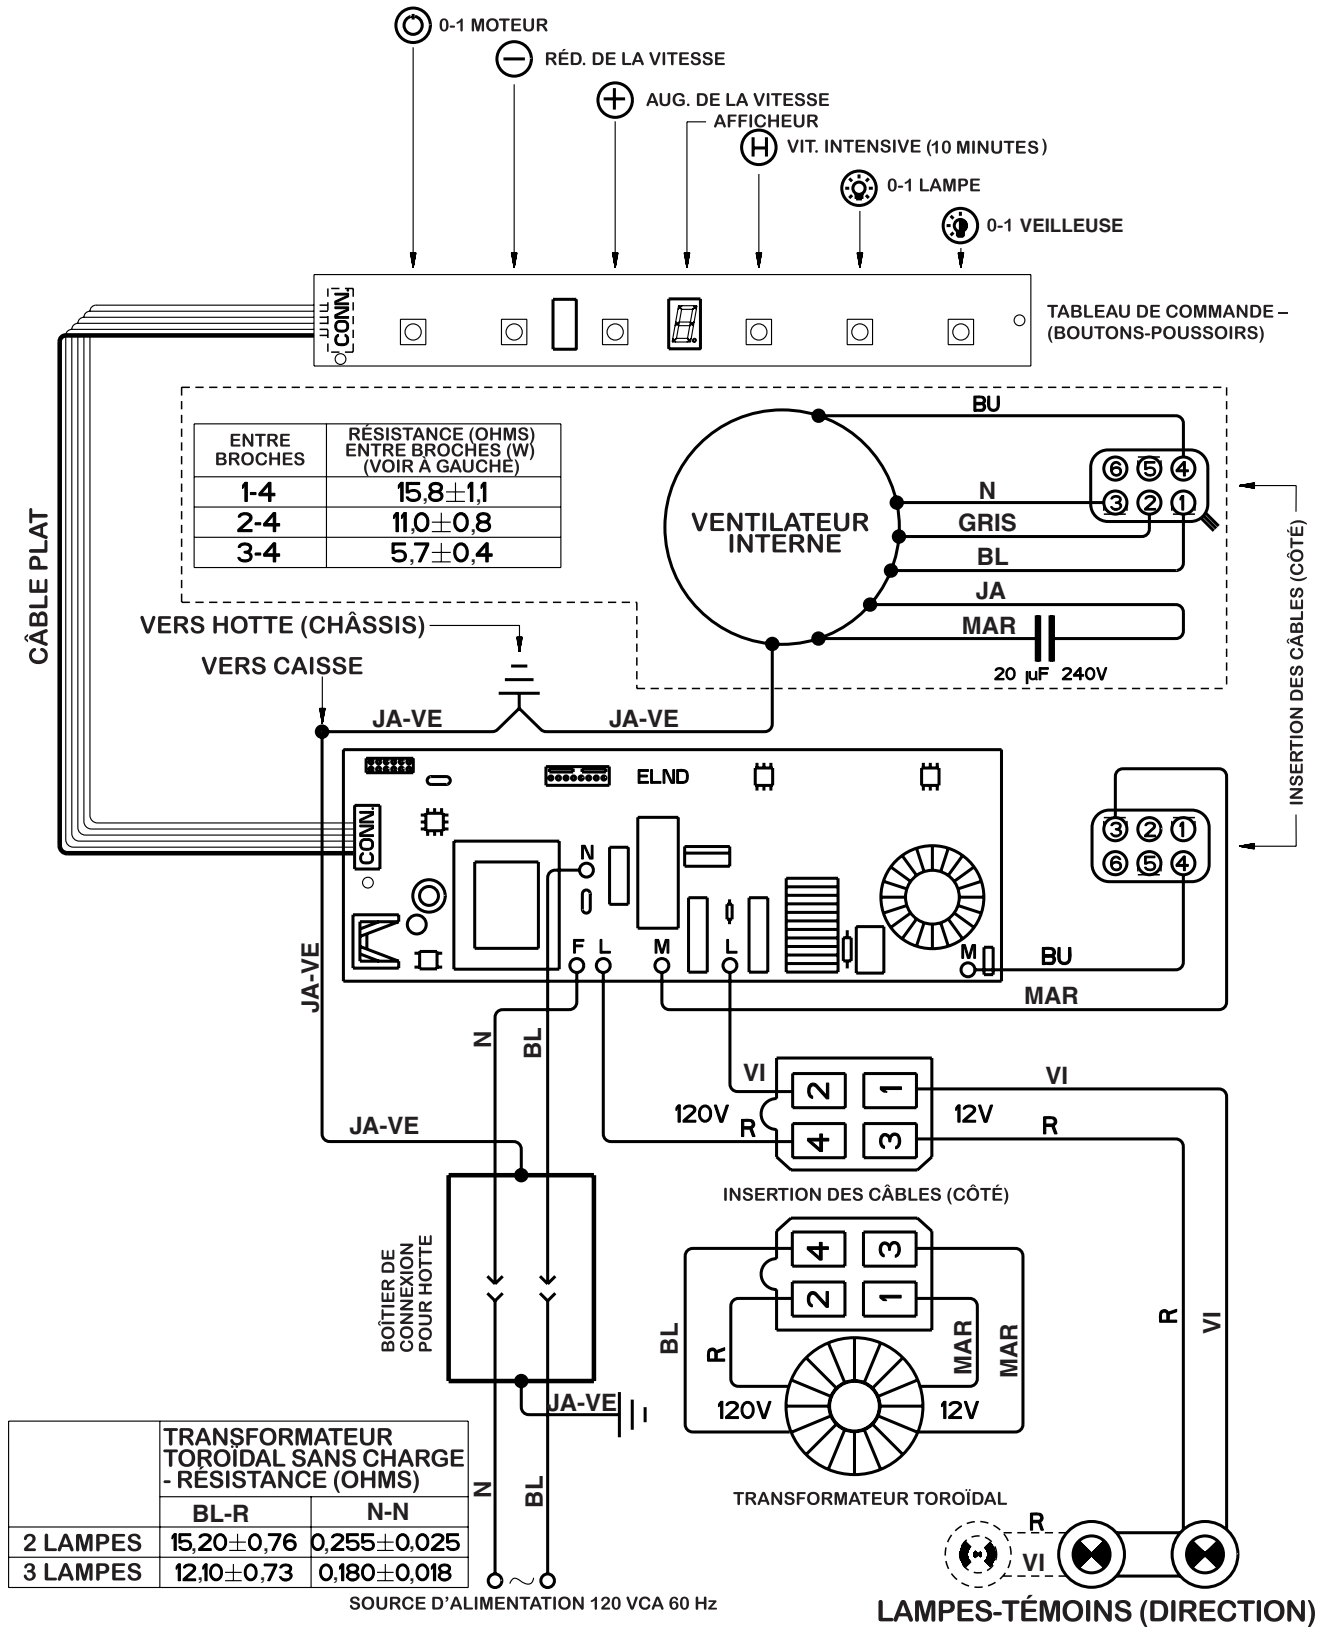 0-1 MOTEUR
RÉD. DE LA VITESSE
AUG. DE LA VITESSE
AFFICHEUR
H
VIT. INTENSIVE (10 MINUTES)
0-1 LAMPE
0-1 VEILLEUSE
CONN.
TABLEAU DE COMMANDE –
(BOUTONS-POUSSOIRS)
CÂBLE PLAT
ENTRE
BROCHES
RÉSISTANCE (OHMS)
ENTRE BROCHES (W)
(VOIR À GAUCHE)
1-4 15,8±1,1
2-4 11,0±0,8
3-4 5,7±0,4
VENTILATEUR
INTERNE
BU
N
GRIS
BL
JA
MAR
20 µF 240V
6 5 4
3 2 1
INSERTION DES CÂBLES (CÔTÉ)
VERS HOTTE (CHÂSSIS)
VERS CAISSE
JA-VE
JA-VE
ELND
CONN.
N
F L M L M
3 2 1
6 5 4
BU
MAR
JA-VE
N
BL
VI
VI
2 1
120V
12V
R
R
4 3
JA-VE
INSERTION DES CÂBLES (CÔTÉ)
4 3
2 1
BOÎTIER DE
CONNEXION
POUR HOTTE
BL
R
MAR
MAR
R
VI
120V
12V
JA-VE
TRANSFORMATEUR TOROÏDAL
TRANSFORMATEUR
TOROÏDAL SANS CHARGE
- RÉSISTANCE (OHMS)
BL-R N-N
2 LAMPES 15,20±0,76 0,255±0,025
3 LAMPES 12,10±0,73 0,180±0,018
N
BL
SOURCE D'ALIMENTATION 120 VCA 60 Hz
R
VI
LAMPES-TÉMOINS (DIRECTION)